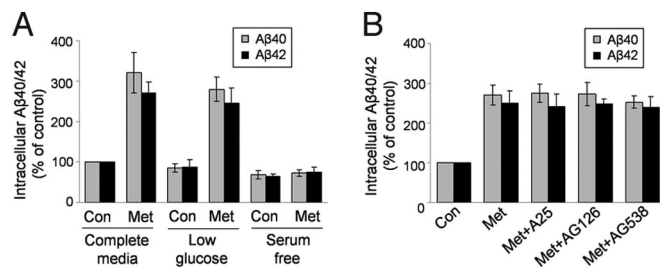 A
Intracellular Aβ40/42
(% of control)
400
300
200
100
0
Aβ40
Aβ42
Con Met Con Met Con Met
Complete media
Low glucose
Serum free
B
Intracellular Aβ40/42
(% of control)
400
300
200
100
0
Aβ40
Aβ42
Con
Met
Met+A25
Met+AG126
Met+AG538